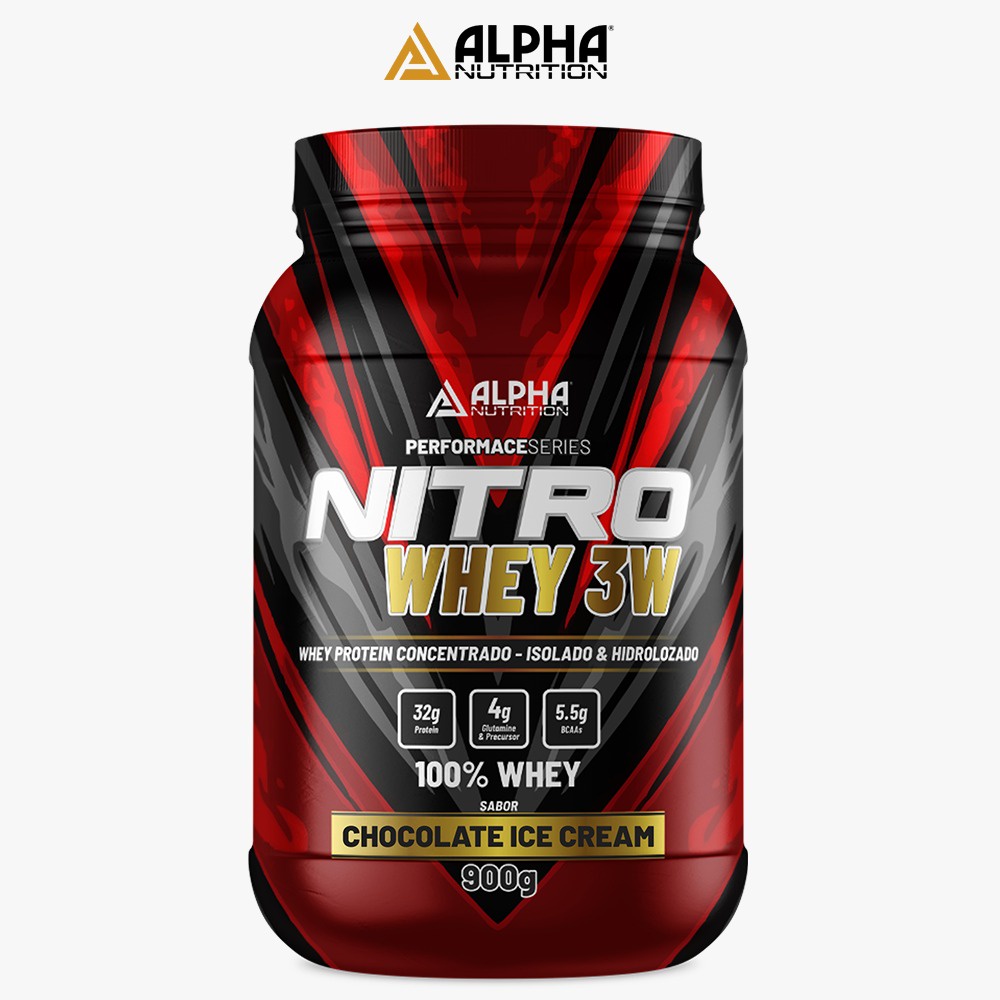 ALPHA
NUTRITION
ALPHA
NUTRITION
PERFORMACESERIES
NITRO
WHEY 3W
WHEY PROTEIN CONCENTRADO - ISOLADO & HIDROLOZADO
32g
Protein
4g
Glutamine
& Precursor
5.5g
BCAAs
100% WHEY
SABOR
CHOCOLATE ICE CREAM
900g